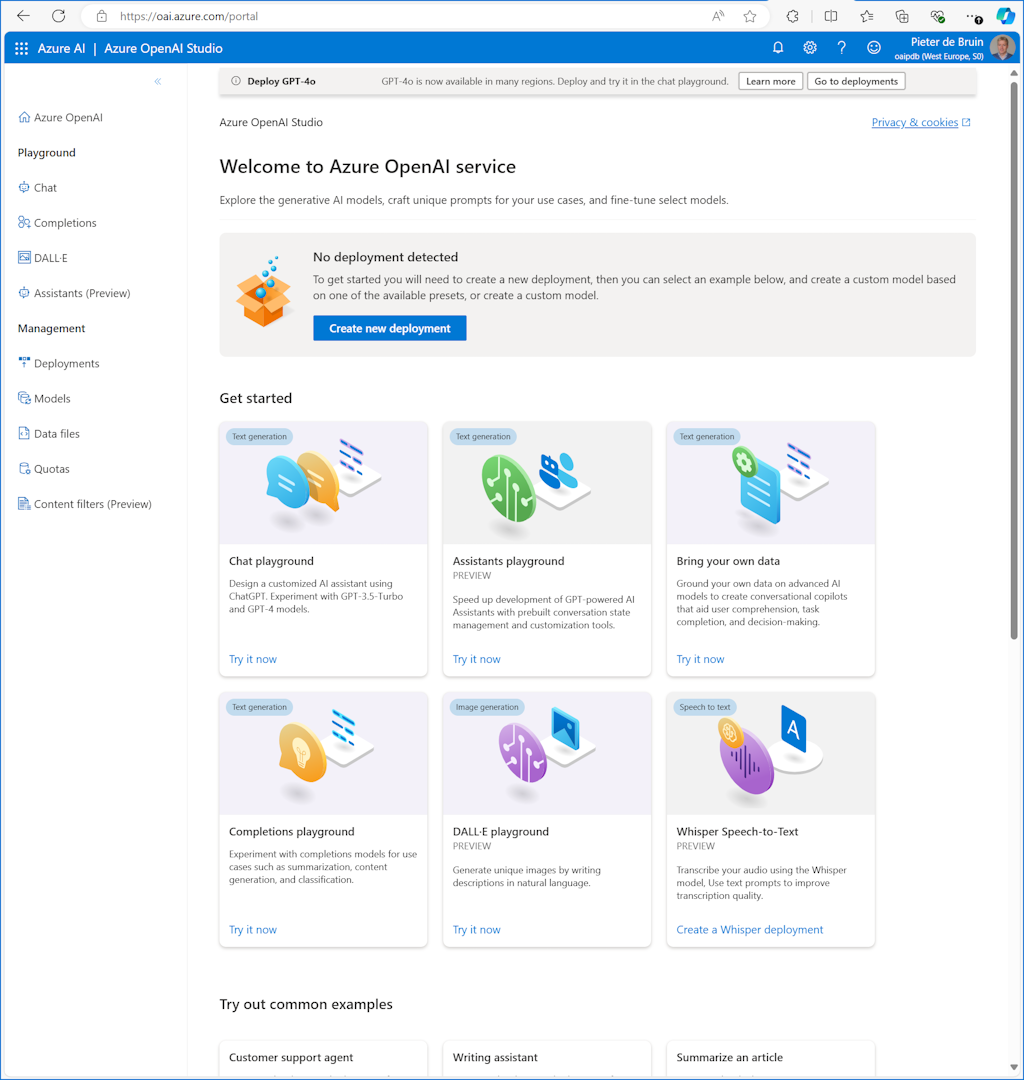 https://oai.azure.com/portal
Azure AI | Azure OpenAI Studio
Pieter de Bruin
oaipdb (West Europe, S0)
Deploy GPT-4o
GPT-4o is now available in many regions. Deploy and try it in the chat playground.
Learn more
Go to deployments
Azure OpenAI
Playground
Chat
Completions
DALL·E
Assistants (Preview)
Management
Deployments
Models
Data files
Quotas
Content filters (Preview)
Azure OpenAI Studio
Privacy & cookies
Welcome to Azure OpenAI service
Explore the generative AI models, craft unique prompts for your use cases, and fine-tune select models.
No deployment detected
To get started you will need to create a new deployment, then you can select an example below, and create a custom model based
on one of the available presets, or create a custom model.
Create new deployment
Get started
Text generation
Chat playground
Design a customized AI assistant using
ChatGPT. Experiment with GPT-3.5-Turbo
and GPT-4 models.
Try it now
Text generation
Assistants playground
PREVIEW
Speed up development of GPT-powered AI
Assistants with prebuilt conversation state
management and customization tools.
Try it now
Text generation
Bring your own data
Ground your own data on advanced AI
models to create conversational copilots
that aid user comprehension, task
completion, and decision-making.
Try it now
Text generation
Completions playground
Experiment with completions models for use
cases such as summarization, content
generation, and classification.
Try it now
Image generation
DALL·E playground
PREVIEW
Generate unique images by writing
descriptions in natural language.
Try it now
Speech to text
A
Whisper Speech-to-Text
PREVIEW
Transcribe your audio using the Whisper
model, Use text prompts to improve
transcription quality.
Create a Whisper deployment
Try out common examples
Customer support agent
Writing assistant
Summarize an article